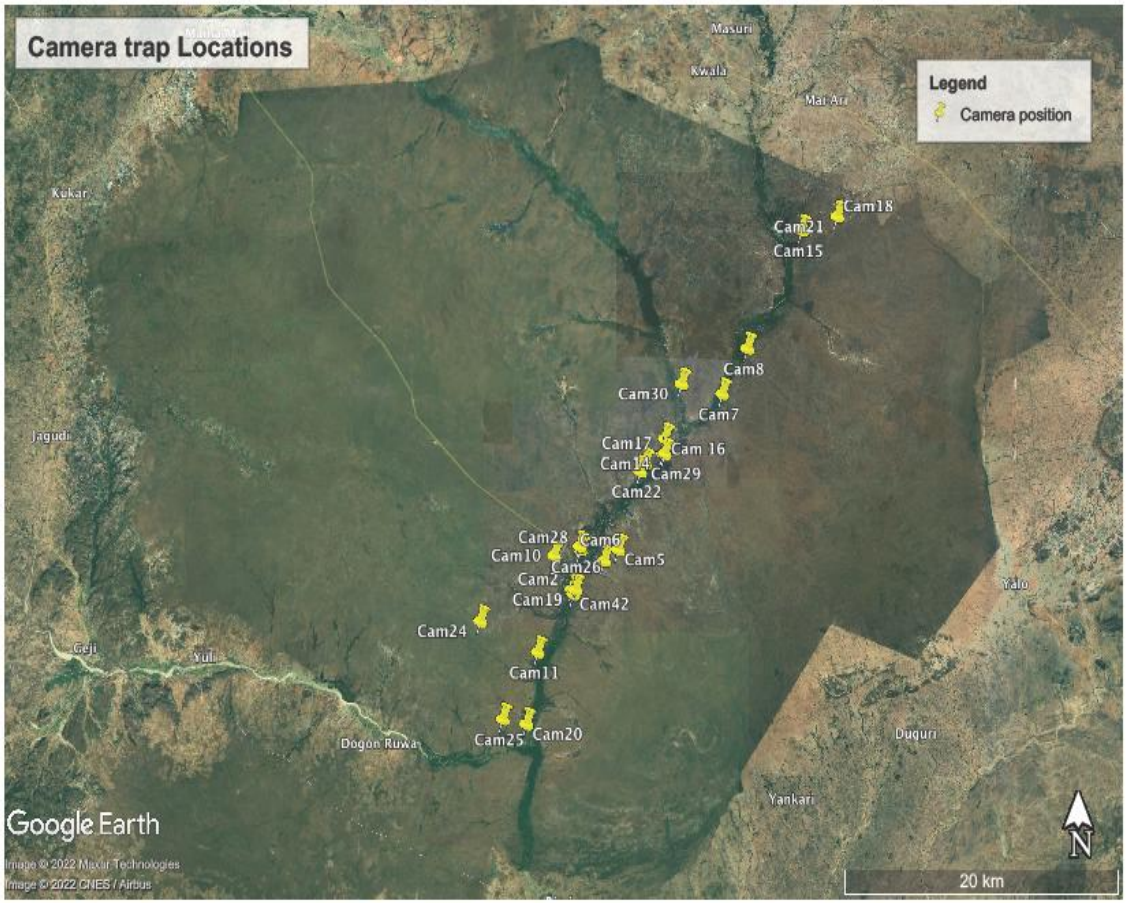 Camera trap Locations
Masuri
Kwala
Legend
Camera position
Mai Ari
Kukar
Cam18
Cam21
Cam15
Cam8
Cam30
Cam7
Jagudi
Cam17
Cam 16
Cam14
Cam29
Cam22
Cam28
Cam6
Cam10
Cam5
Cam26
Cam2
Cam19
Cam42
Yalo
Cam24
Geji
Yuli
Cam11
Cam25
Cam20
Dogon Ruwa
Duguri
Yankari
Google Earth
N
Image © 2022 Maxar Technologies
Image © 2022 CNES / Airbus
20 km